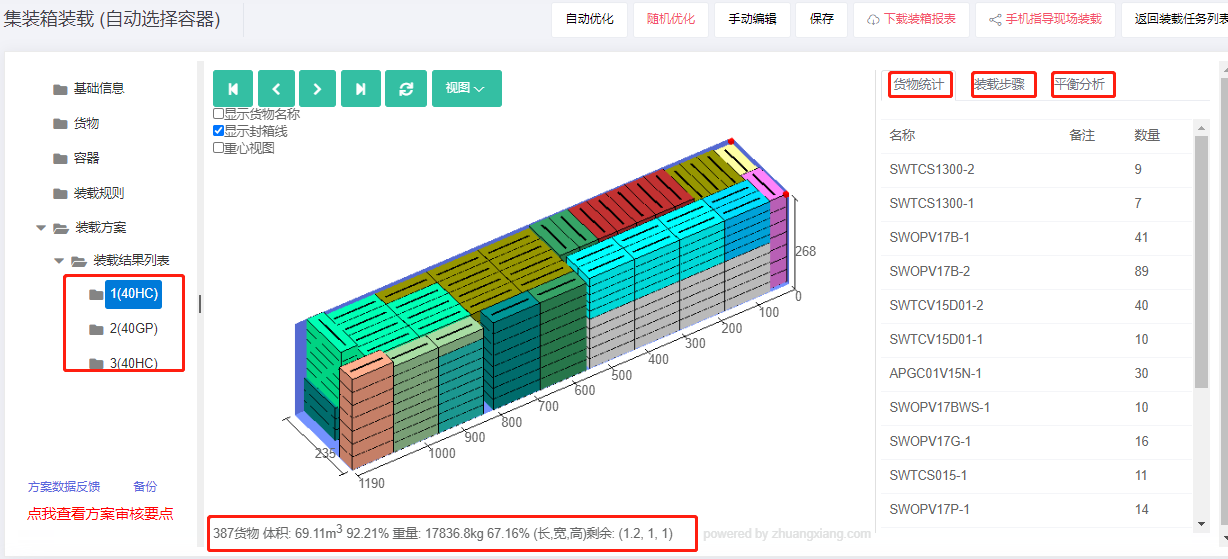 集装箱装载 (自动选择容器)
自动优化 随机优化 手动编辑 保存 下载装箱报表 手机指导现场装载 返回装载任务列表
基础信息
货物
容器
装载规则
装载方案
装载结果列表
1(40HC)
2(40GP)
3(40HC)
方案数据反馈 备份
点我查看方案审核要点
视图
显示货物名称
显示封箱线
重心视图
268
0
100
200
300
400
500
600
700
800
900
1000
1190
235
387货物 体积: 69.11m3 92.21% 重量: 17836.8kg 67.16% (长,宽,高)剩余: (1.2, 1, 1)
powered by zhuangxiang.com
货物统计 装载步骤 平衡分析
名称 备注 数量
SWTCS1300-2 9
SWTCS1300-1 7
SWOPV17B-1 41
SWOPV17B-2 89
SWTCV15D01-2 40
SWTCV15D01-1 10
APGC01V15N-1 30
SWOPV17BWS-1 10
SWOPV17G-1 16
SWTCS015-1 11
SWOPV17P-1 14